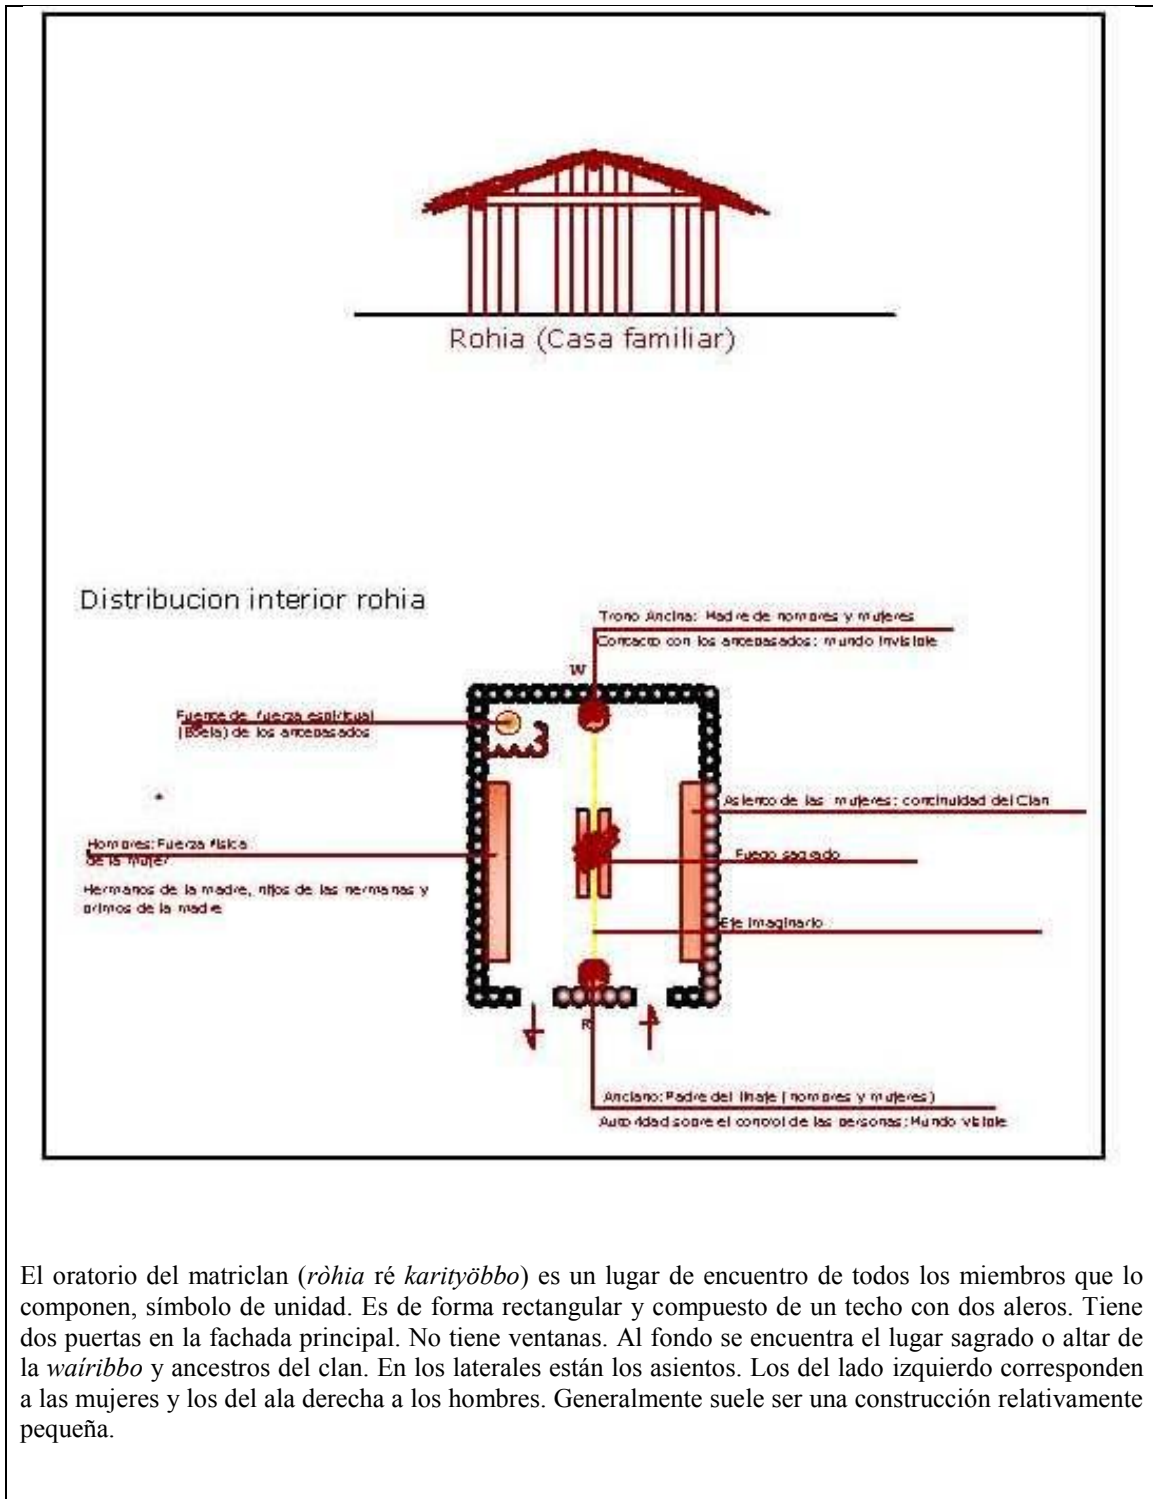 Rohia (Casa familiar)
Distribucion interior rohia
Trono Ancina: Madre de hombres y mujeres
Contacto con los antepasados: mundo invisible
W
Fuente de fuerza espiritual
(Böela) de los antepasados
Asiento de las mujeres: continuidad del Clan
Hombres: Fuerza física
de la mujer
Fuego sagrado
Hermanos de la madre, hijos de las hermanas y
primos de la madre
Eje imaginario
R
Anciano: Padre del linaje (hombres y mujeres)
Autoridad sobre el control de las personas: Mundo visible
El oratorio del matriclan (ròhia ré karityöbbo) es un lugar de encuentro de todos los miembros que lo
componen, símbolo de unidad. Es de forma rectangular y compuesto de un techo con dos aleros. Tiene
dos puertas en la fachada principal. No tiene ventanas. Al fondo se encuentra el lugar sagrado o altar de
la waíribbo y ancestros del clan. En los laterales están los asientos. Los del lado izquierdo corresponden
a las mujeres y los del ala derecha a los hombres. Generalmente suele ser una construcción relativamente
pequeña.